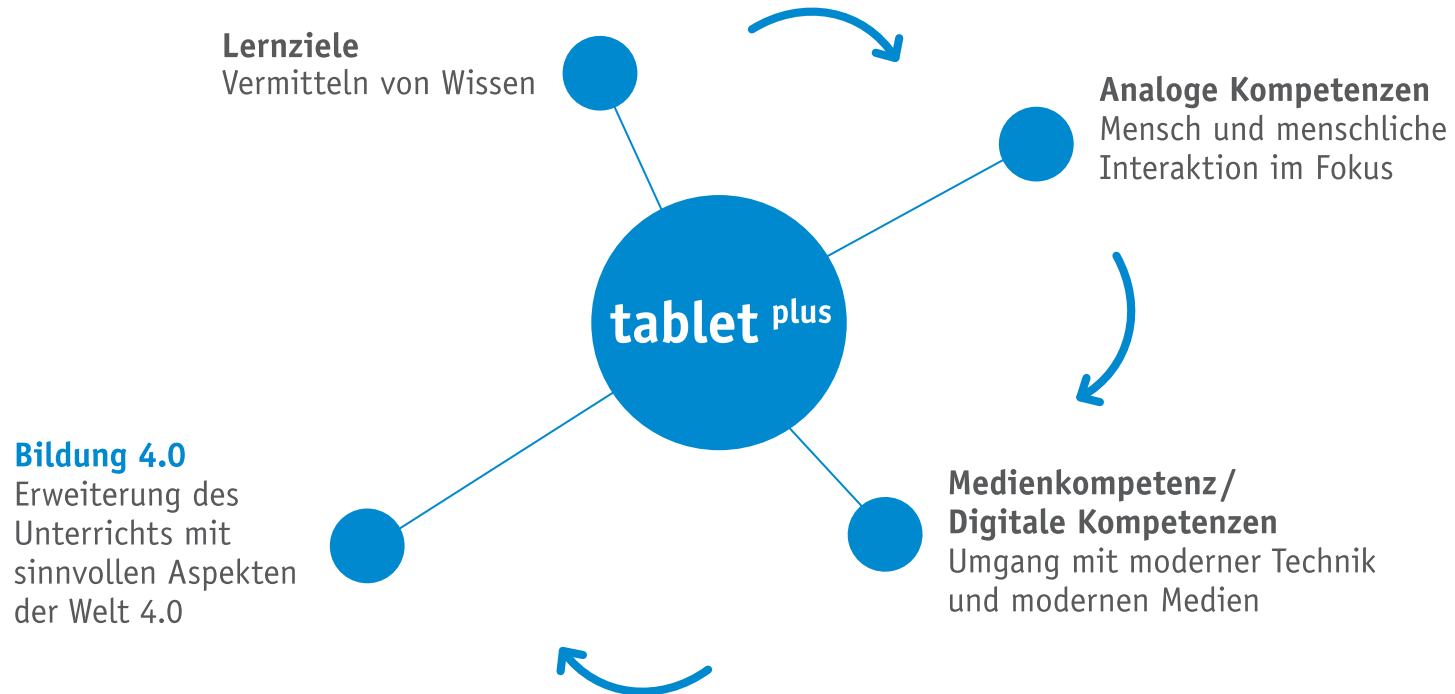 Lernziele
Vermitteln von Wissen
Analoge Kompetenzen
Mensch und menschliche
Interaktion im Fokus
tablet plus
Bildung 4.0
Erweiterung des
Unterrichts mit
sinnvollen Aspekten
der Welt 4.0
Medienkompetenz/
Digitale Kompetenzen
Umgang mit moderner Technik
und modernen Medien